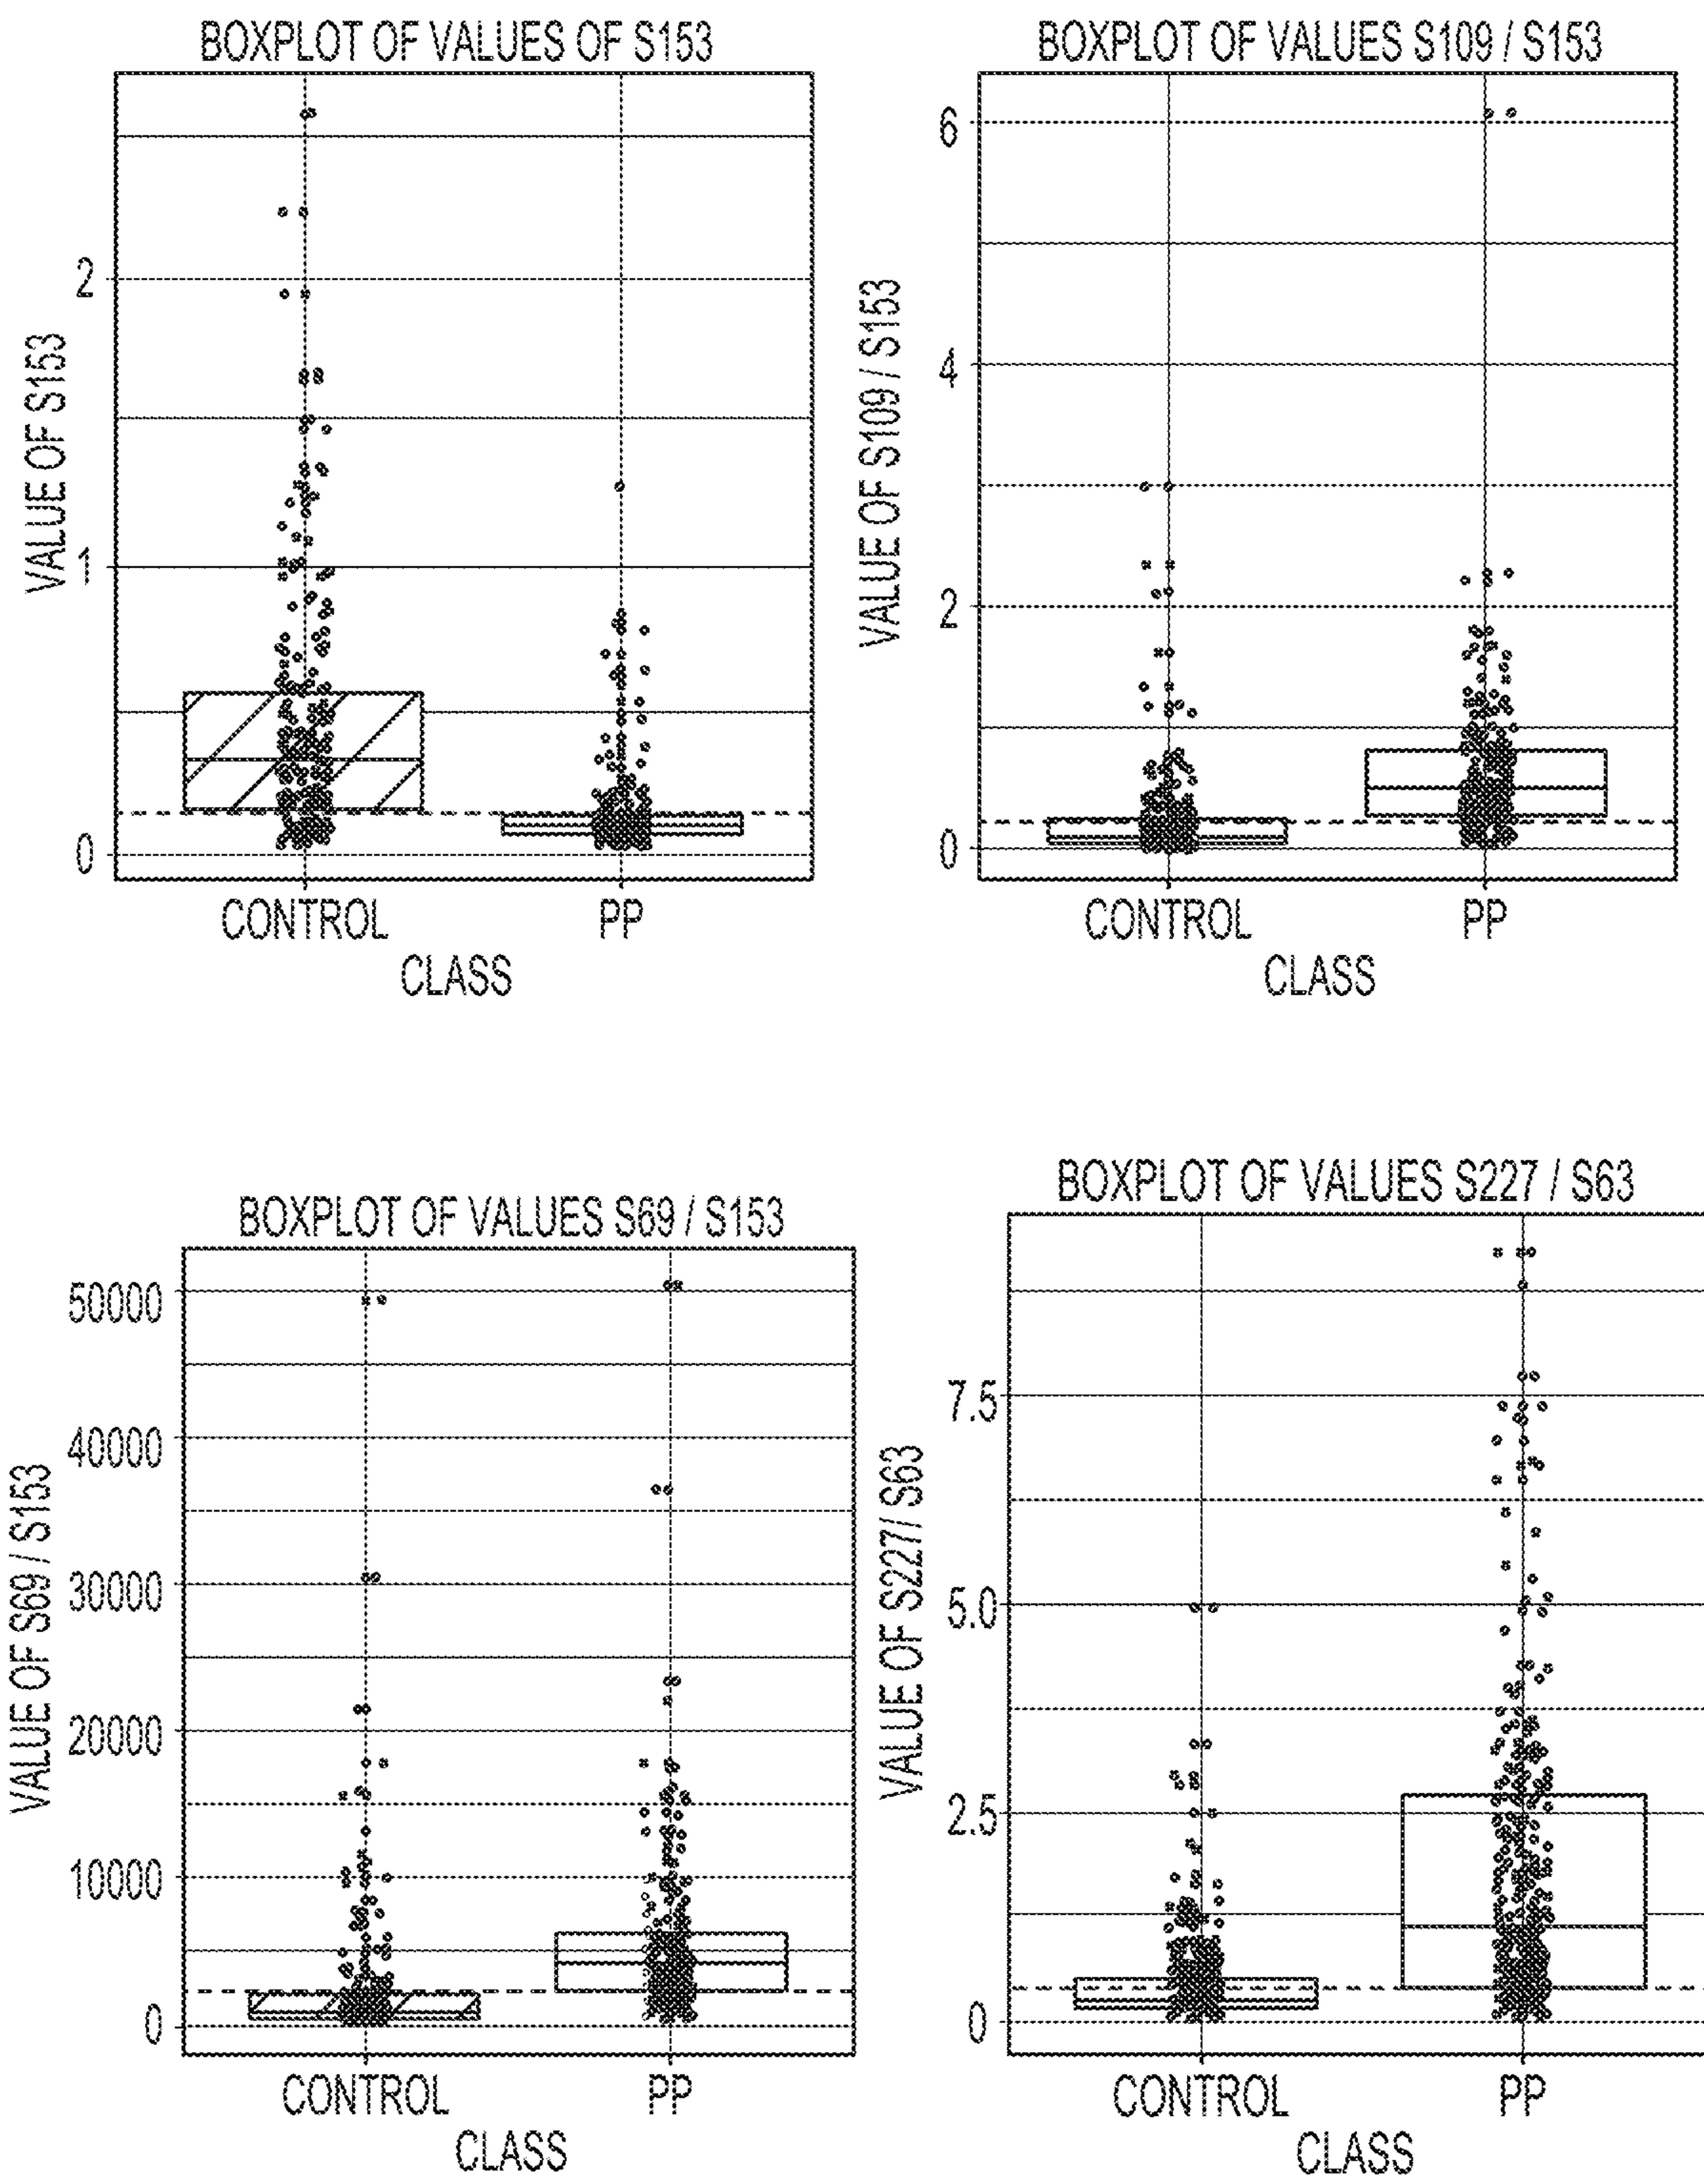 BOXPLOT OF VALUES OF S153
VALUE OF S153
2
1
0
CONTROL
PP
CLASS
BOXPLOT OF VALUES S109 / S153
VALUE OF S109 / S153
6
4
2
0
CONTROL
PP
CLASS
BOXPLOT OF VALUES S69 / S153
VALUE OF S69 / S153
50000
40000
30000
20000
10000
0
CONTROL
PP
CLASS
BOXPLOT OF VALUES S227 / S63
VALUE OF S227/ S63
7.5
5.0
2.5
0
CONTROL
PP
CLASS